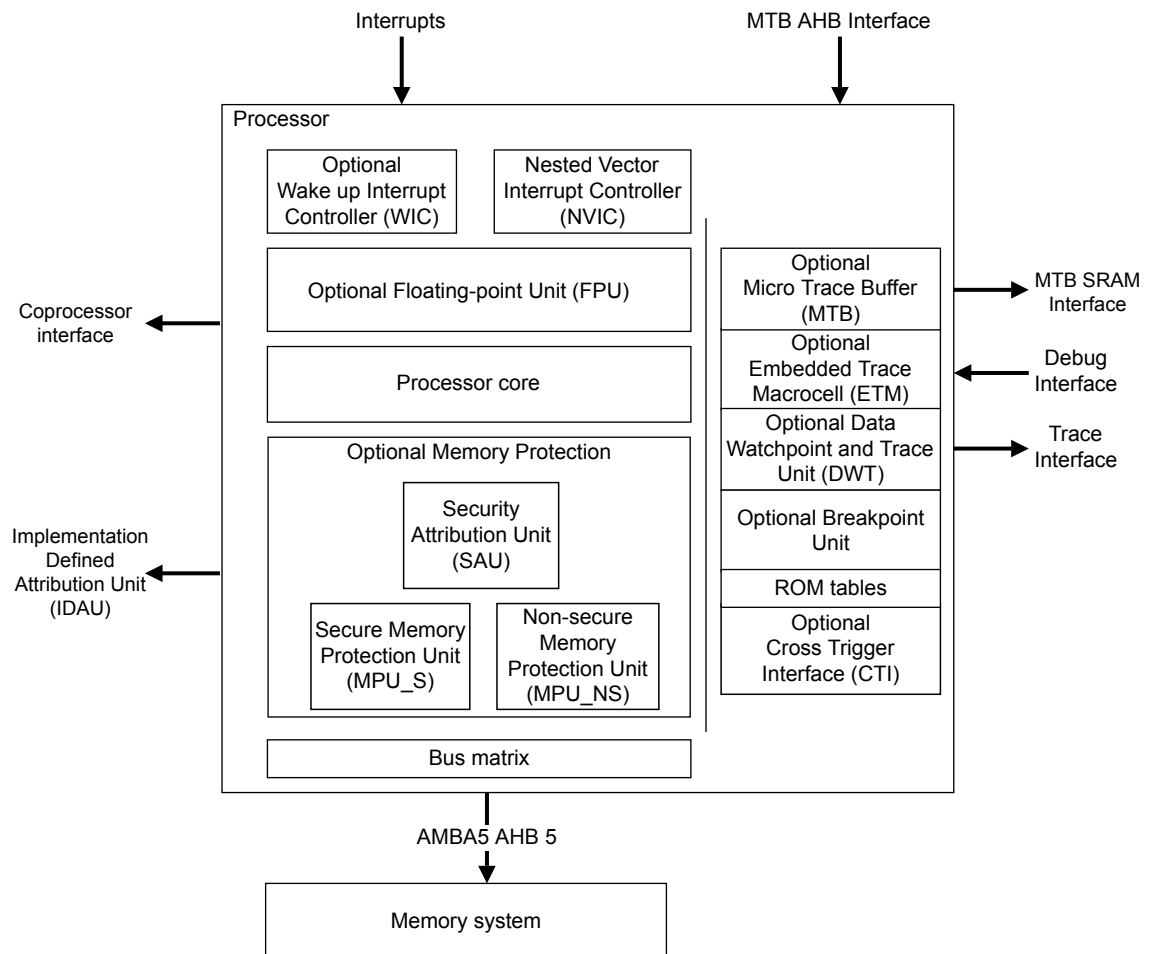 Interrupts
MTB AHB Interface
Processor
Optional
Wake up Interrupt
Controller (WIC)
Nested Vector
Interrupt Controller
(NVIC)
Optional Floating-point Unit (FPU)
Processor core
Optional Memory Protection
Security
Attribution Unit
(SAU)
Secure Memory
Protection Unit
(MPU_S)
Non-secure
Memory
Protection Unit
(MPU_NS)
Bus matrix
Optional
Micro Trace Buffer
(MTB)
Optional
Embedded Trace
Macrocell (ETM)
Optional Data
Watchpoint and Trace
Unit (DWT)
Optional Breakpoint
Unit
ROM tables
Optional
Cross Trigger
Interface (CTI)
Coprocessor
interface
Implementation
Defined
Attribution Unit
(IDAU)
MTB SRAM
Interface
Debug
Interface
Trace
Interface
AMBA5 AHB 5
Memory system